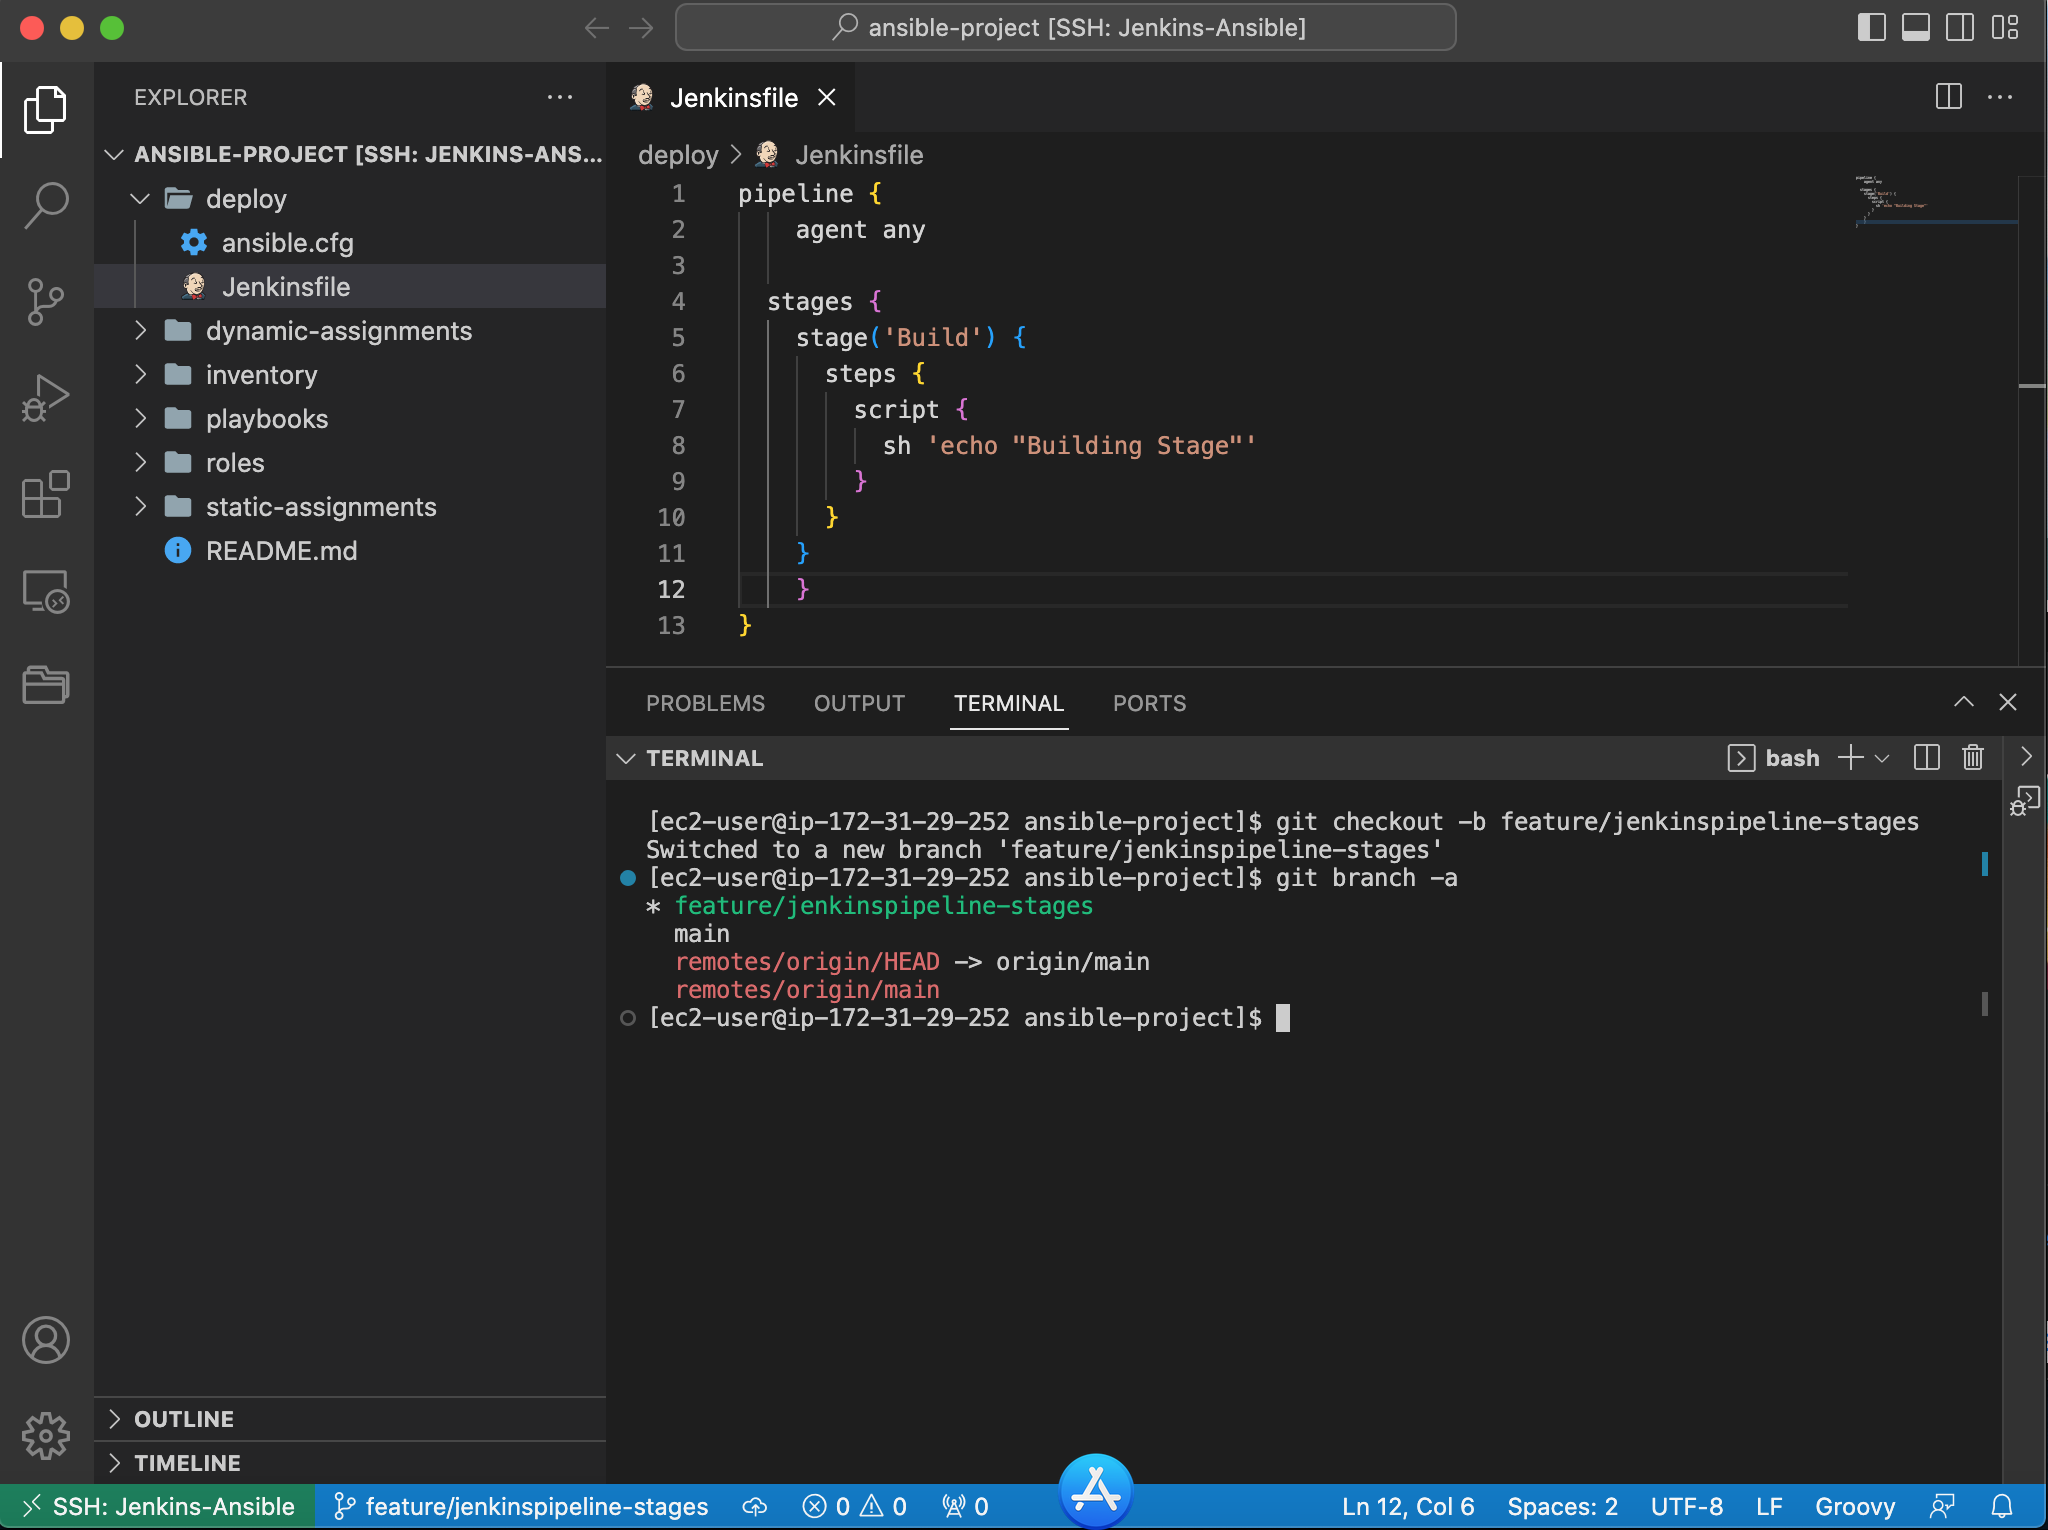 ansible-project [SSH: Jenkins-Ansible]
EXPLORER
ANSIBLE-PROJECT [SSH: JENKINS-ANS...
deploy
ansible.cfg
Jenkinsfile
dynamic-assignments
inventory
playbooks
roles
static-assignments
README.md
OUTLINE
TIMELINE
Jenkinsfile
deploy > Jenkinsfile
1 pipeline {
2     agent any
3
4   stages {
5     stage('Build') {
6       steps {
7         script {
8           sh 'echo "Building Stage"'
9         }
10       }
11     }
12     }
13 }
PROBLEMS OUTPUT TERMINAL PORTS
TERMINAL bash
[ec2-user@ip-172-31-29-252 ansible-project]$ git checkout -b feature/jenkinspipeline-stages
Switched to a new branch 'feature/jenkinspipeline-stages'
[ec2-user@ip-172-31-29-252 ansible-project]$ git branch -a
* feature/jenkinspipeline-stages
  main
  remotes/origin/HEAD -> origin/main
  remotes/origin/main
[ec2-user@ip-172-31-29-252 ansible-project]$
SSH: Jenkins-Ansible feature/jenkinspipeline-stages 0 0 0 Ln 12, Col 6 Spaces: 2 UTF-8 LF Groovy